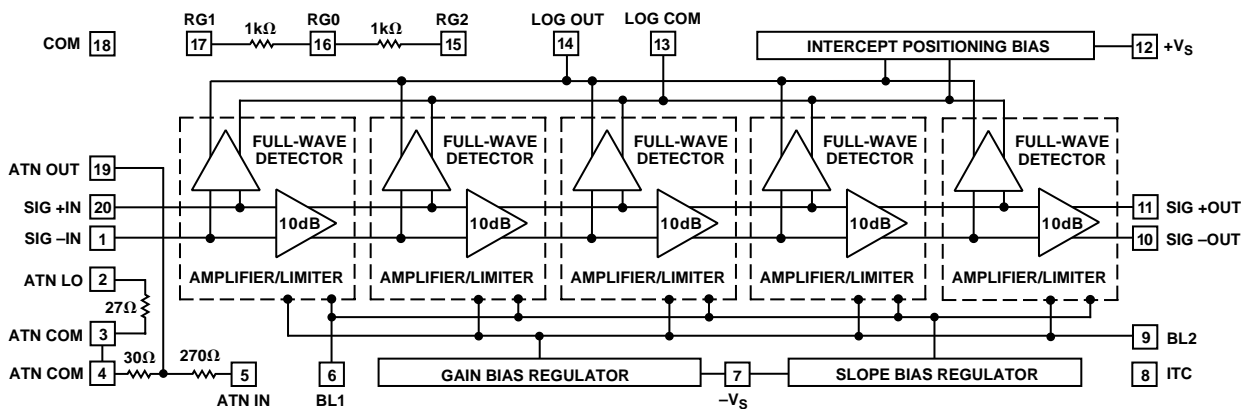 RG1 1kΩ RG0 1kΩ RG2 LOG OUT LOG COM
COM 18 17 16 15 14 13 INTERCEPT POSITIONING BIAS 12 +VS
FULL-WAVE DETECTOR FULL-WAVE DETECTOR FULL-WAVE DETECTOR FULL-WAVE DETECTOR FULL-WAVE DETECTOR
ATN OUT 19
SIG +IN 20 11 SIG +OUT
10dB 10dB 10dB 10dB 10dB
SIG –IN 1 10 SIG –OUT
AMPLIFIER/LIMITER AMPLIFIER/LIMITER AMPLIFIER/LIMITER AMPLIFIER/LIMITER AMPLIFIER/LIMITER
ATN LO 2
27Ω
ATN COM 3 9 BL2
30Ω 270Ω
ATN COM 4 5 6 GAIN BIAS REGULATOR 7 SLOPE BIAS REGULATOR 8 ITC
ATN IN BL1 –VS